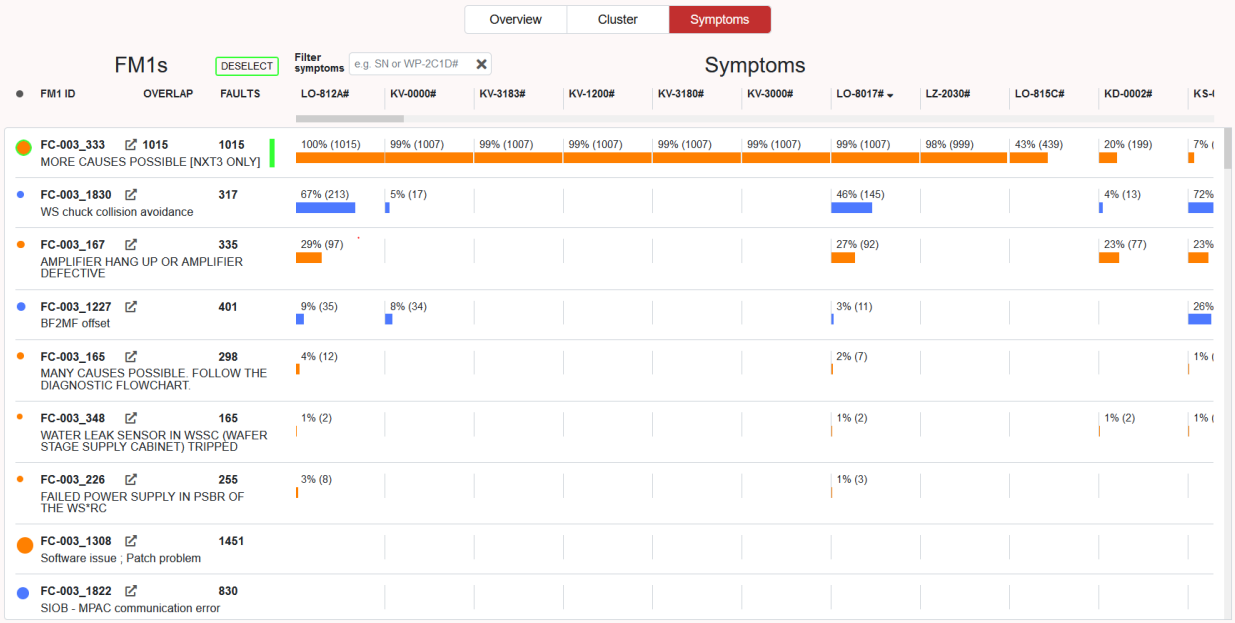 Overview Cluster Symptoms
FM1s DESELECT Filter symptoms e.g. SN or WP-2C1D# Symptoms
FM1 ID OVERLAP FAULTS LO-812A# KV-0000# KV-3183# KV-1200# KV-3180# KV-3000# LO-8017# LZ-2030# LO-815C# KD-0002# KS-
FC-003_333 1015 1015 100% (1015) 99% (1007) 99% (1007) 99% (1007) 99% (1007) 99% (1007) 99% (1007) 98% (999) 43% (439) 20% (199) 7% (
MORE CAUSES POSSIBLE [NXT3 ONLY]
FC-003_1830 317 67% (213) 5% (17) 46% (145) 4% (13) 72%
WS chuck collision avoidance
FC-003_167 335 29% (97) 27% (92) 23% (77) 23%
AMPLIFIER HANG UP OR AMPLIFIER
DEFECTIVE
FC-003_1227 401 9% (35) 8% (34) 3% (11) 26%
BF2MF offset
FC-003_165 298 4% (12) 2% (7) 1% (
MANY CAUSES POSSIBLE. FOLLOW THE
DIAGNOSTIC FLOWCHART.
FC-003_348 165 1% (2) 1% (2) 1% (2) 1% (
WATER LEAK SENSOR IN WSSC (WAFER
STAGE SUPPLY CABINET) TRIPPED
FC-003_226 255 3% (8) 1% (3)
FAILED POWER SUPPLY IN PSBR OF
THE WS*RC
FC-003_1308 1451
Software issue ; Patch problem
FC-003_1822 830
SIOB - MPAC communication error